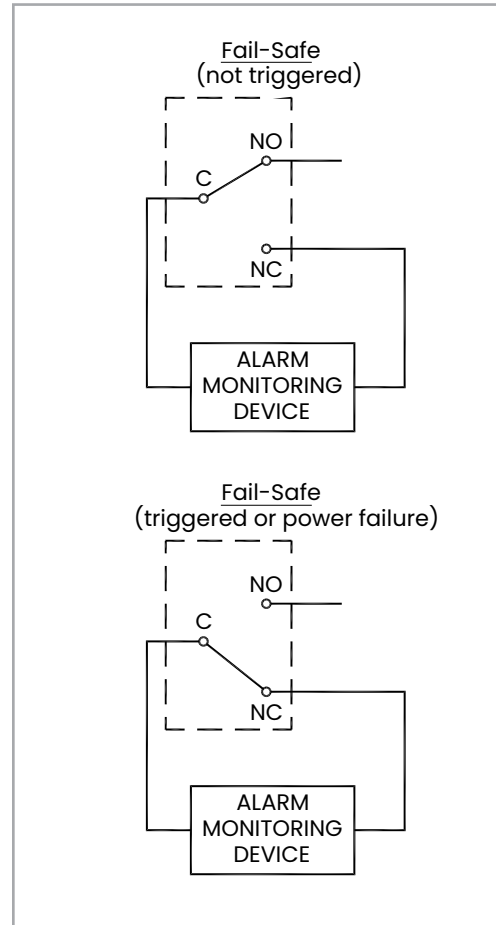 Fail-Safe
(not triggered)
NO
C
NC
ALARM
MONITORING
DEVICE
Fail-Safe
(triggered or power failure)
NO
C
NC
ALARM
MONITORING
DEVICE